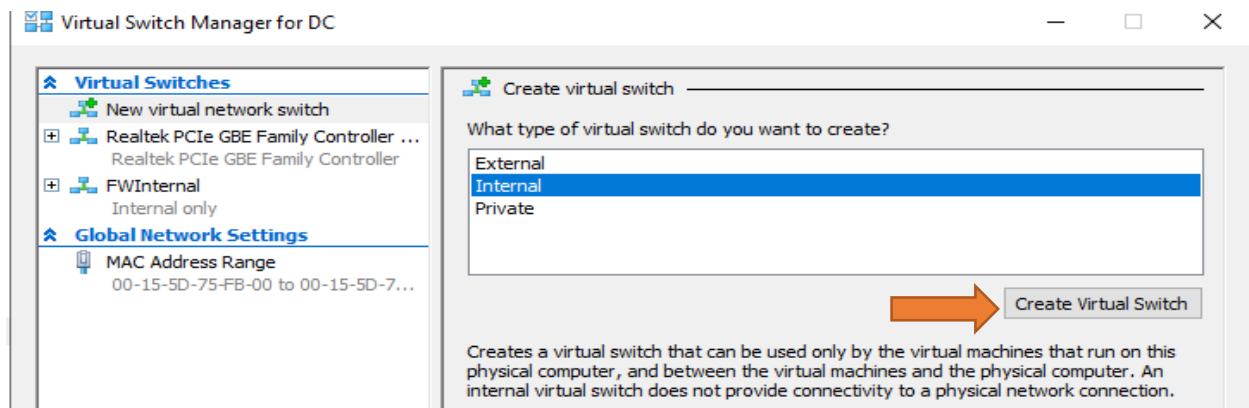 Virtual Switch Manager for DC
Virtual Switches
New virtual network switch
Realtek PCIe GBE Family Controller ...
Realtek PCIe GBE Family Controller
FWInternal
Internal only
Global Network Settings
MAC Address Range
00-15-5D-75-FB-00 to 00-15-5D-7...
Create virtual switch
What type of virtual switch do you want to create?
External
Internal
Private
Create Virtual Switch
Creates a virtual switch that can be used only by the virtual machines that run on this
physical computer, and between the virtual machines and the physical computer. An
internal virtual switch does not provide connectivity to a physical network connection.